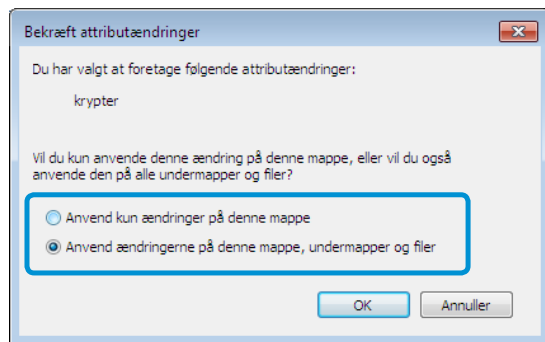 Bekræft attributændringer
Du har valgt at foretage følgende attributændringer:
krypter
Vil du kun anvende denne ændring på denne mappe, eller vil du også
anvende den på alle undermapper og filer?
Anvend kun ændringer på denne mappe
Anvend ændringerne på denne mappe, undermapper og filer
OK Annuller